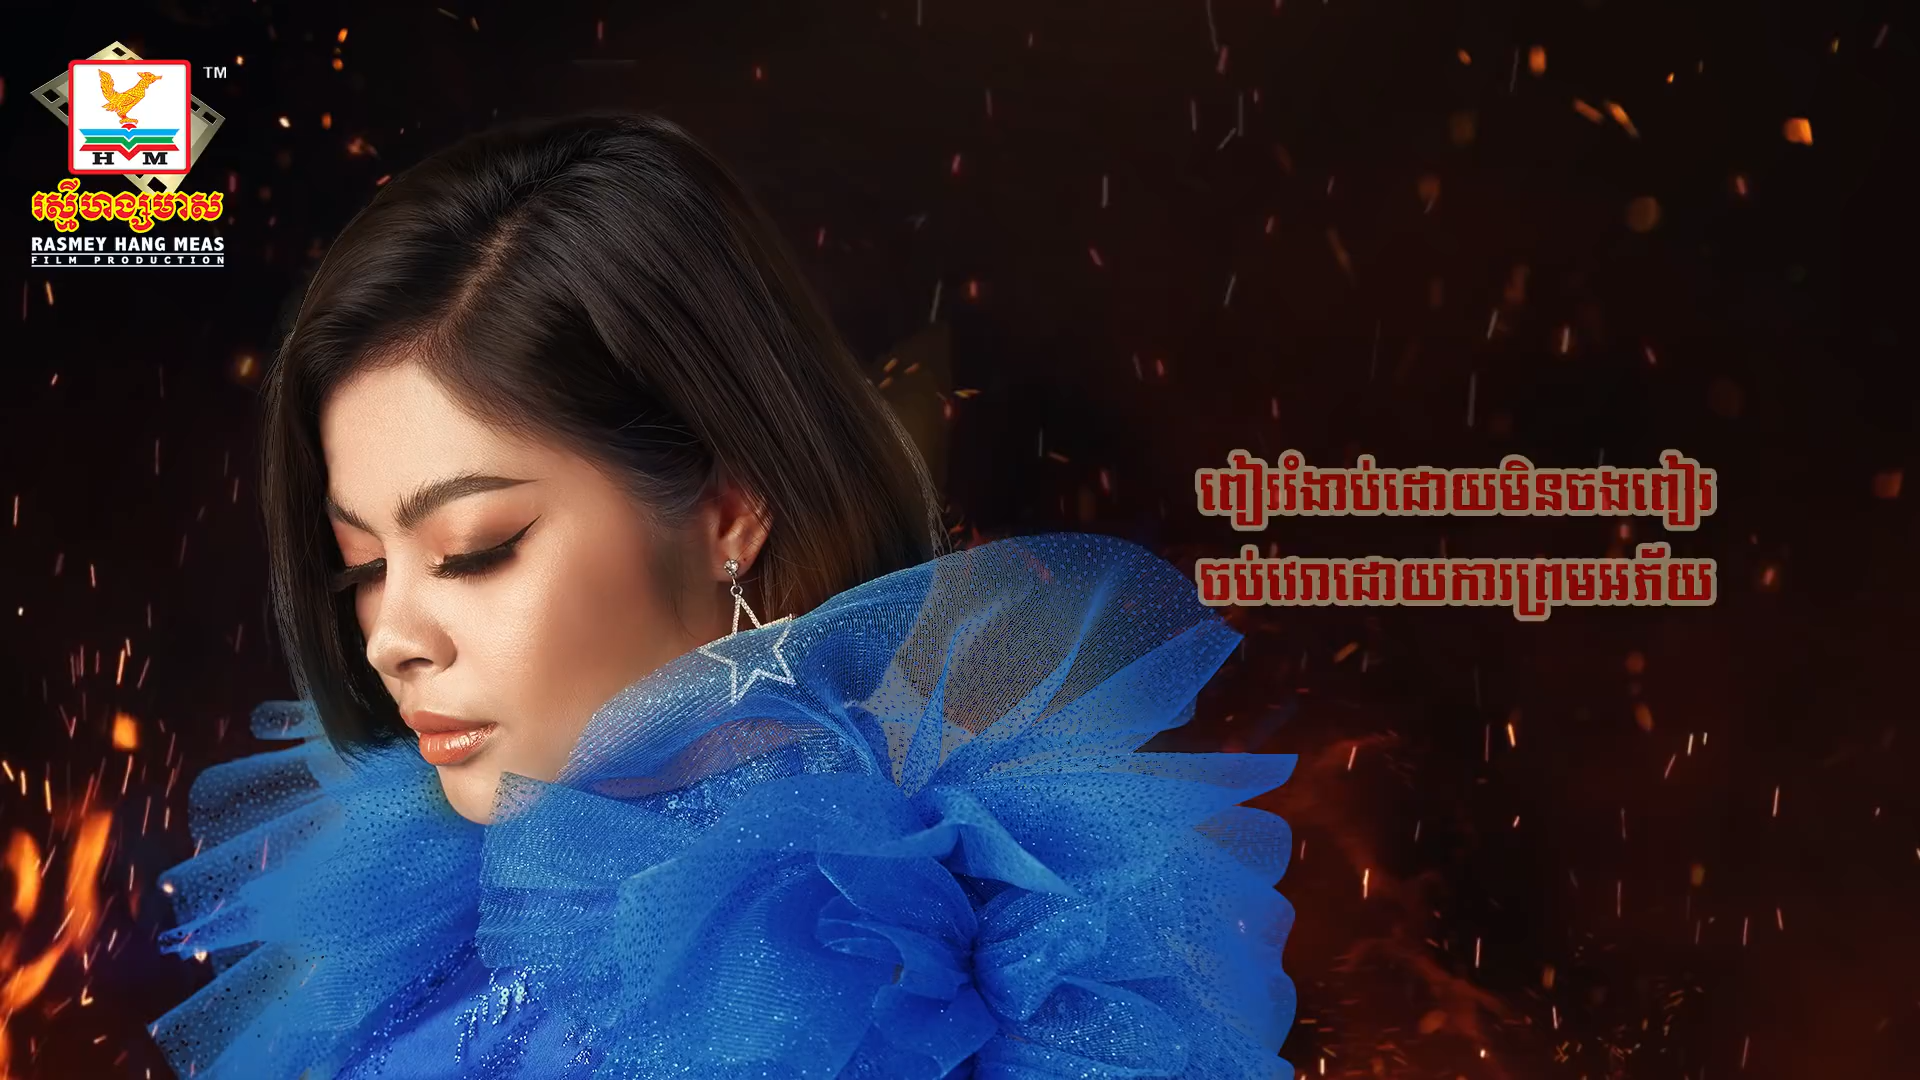 TM
H M
រស្មីហង្សមាស
RASMEY HANG MEAS
FILM PRODUCTION
ពៀររំងាប់ដោយមិនចងពៀរ
ចប់វេរាដោយការព្រមអភ័យ